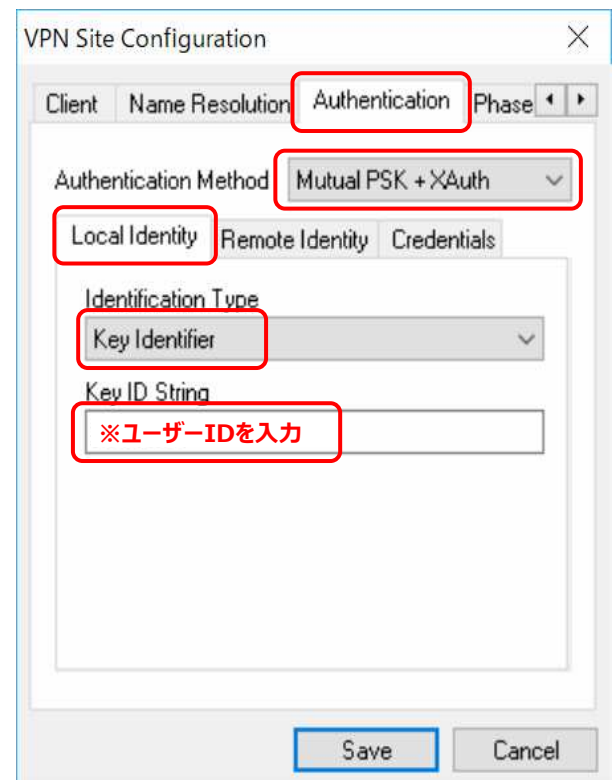 VPN Site Configuration
Client Name Resolution Authentication Phase
Authentication Method Mutual PSK + XAuth
Local Identity Remote Identity Credentials
Identification Type
Key Identifier
Key ID String
※ユーザーIDを入力
Save Cancel